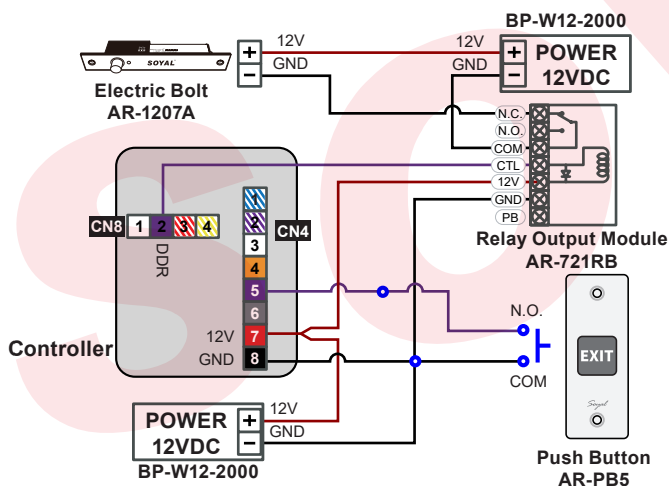 BP-W12-2000
12V
12V
+
+
POWER
12VDC
SOYAL
GND
GND
−
−
Electric Bolt
AR-1207A
N.C.
N.O.
COM
CTL
12V
GND
PB
Relay Output Module
AR-721RB
CN8
1
2
3
4
DDR
CN4
1
2
3
4
5
6
7
8
12V
GND
Controller
N.O.
COM
EXIT
Soyal
Push Button
AR-PB5
POWER
12VDC
+
−
12V
GND
BP-W12-2000